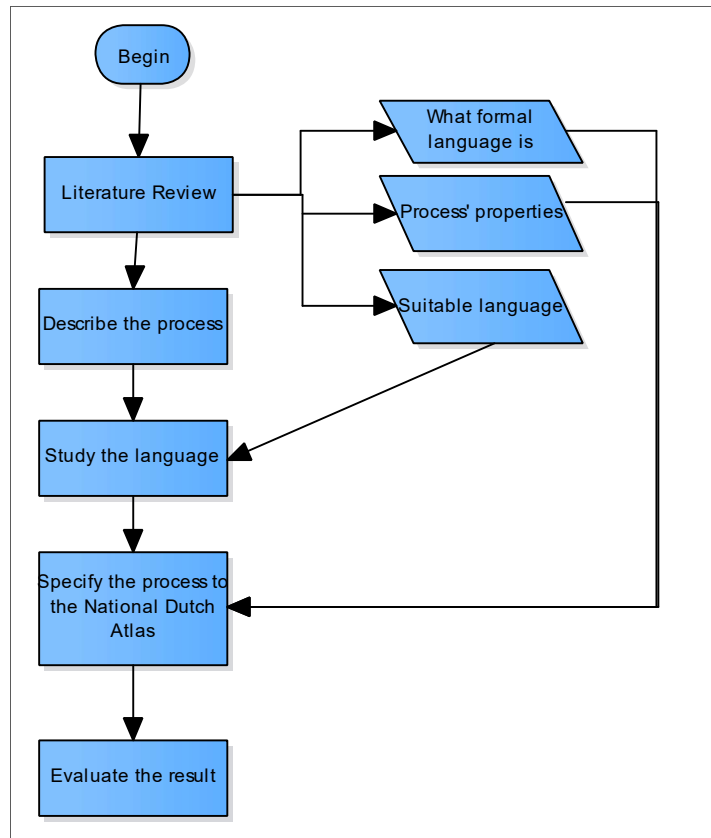 Begin
What formal
language is
Literature Review
Process' properties
Suitable language
Describe the process
Study the language
Specify the process to
the National Dutch
Atlas
Evaluate the result